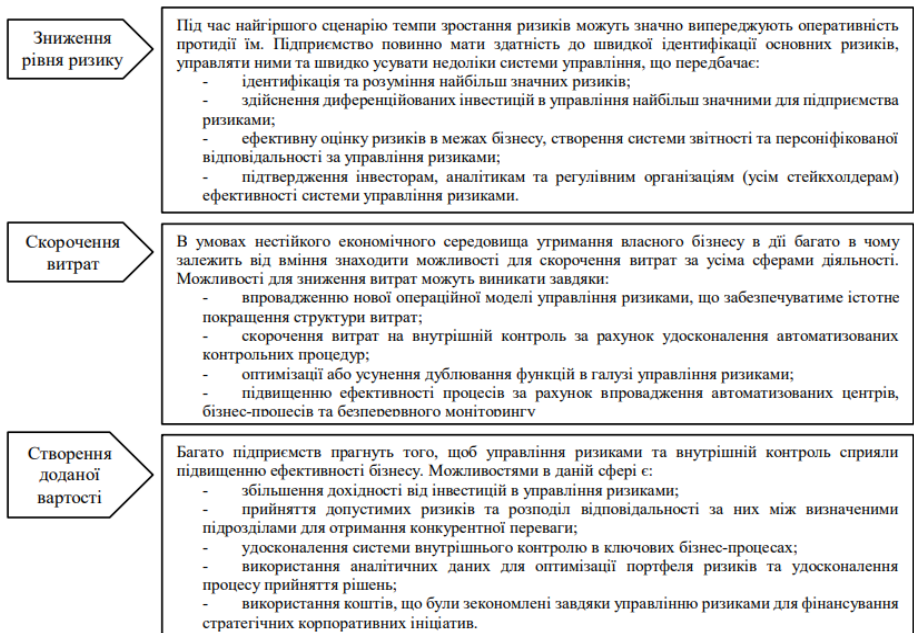 Зниження
рівня ризику
Під час найгіршого сценарію темпи зростання ризиків можуть значно випереджують оперативність
протидії їм. Підприємство повинно мати здатність до швидкої ідентифікації основних ризиків,
управляти ними та швидко усувати недоліки системи управління, що передбачає:
- ідентифікація та розуміння найбільш значних ризиків;
- здійснення диференційованих інвестицій в управління найбільш значними для підприємства
ризиками;
- ефективну оцінку ризиків в межах бізнесу, створення системи звітності та персоніфікованої
відповідальності за управління ризиками;
- підтвердження інвесторам, аналітикам та регулівним організаціям (усім стейкхолдерам)
ефективності системи управління ризиками.
Скорочення
витрат
В умовах нестійкого економічного середовища утримання власного бізнесу в дії багато в чому
залежить від вміння знаходити можливості для скорочення витрат за усіма сферами діяльності.
Можливості для зниження витрат можуть виникати завдяки:
- впровадженню нової операційної моделі управління ризиками, що забезпечуватиме істотне
покращення структури витрат;
- скорочення витрат на внутрішній контроль за рахунок удосконалення автоматизованих
контрольних процедур;
- оптимізації або усунення дублювання функцій в галузі управління ризиками;
- підвищенню ефективності процесів за рахунок впровадження автоматизованих центрів,
бізнес-процесів та безперервного моніторингу
Створення
доданої
вартості
Багато підприємств прагнуть того, щоб управління ризиками та внутрішній контроль сприяли
підвищенню ефективності бізнесу. Можливостями в даній сфері є:
- збільшення дохідності від інвестицій в управління ризиками;
- прийняття допустимих ризиків та розподіл відповідальності за них між визначеними
підрозділами для отримання конкурентної переваги;
- удосконалення системи внутрішнього контролю в ключових бізнес-процесах;
- використання аналітичних даних для оптимізації портфеля ризиків та удосконалення
процесу прийняття рішень;
- використання коштів, що були зекономлені завдяки управлінню ризиками для фінансування
стратегічних корпоративних ініціатив.